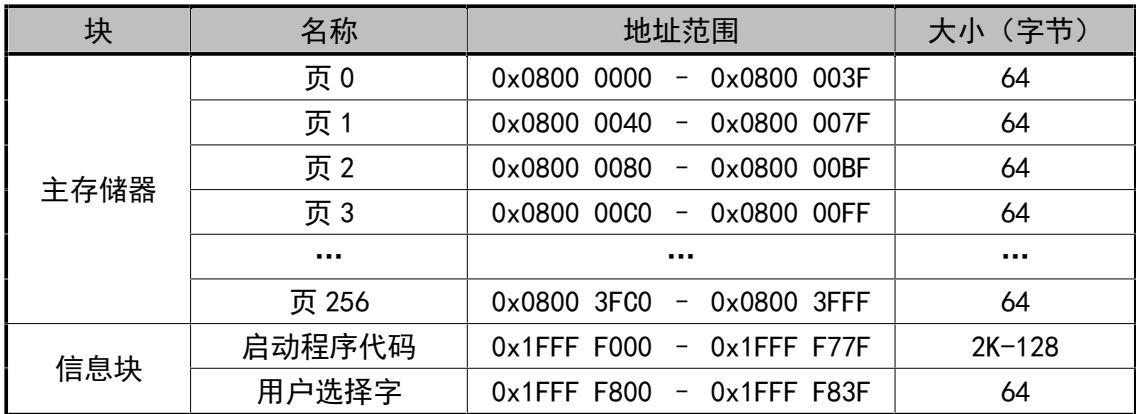 块 名称 地址范围 大小（字节）
主存储器 页 0 0x0800 0000 - 0x0800 003F 64
页 1 0x0800 0040 - 0x0800 007F 64
页 2 0x0800 0080 - 0x0800 00BF 64
页 3 0x0800 00C0 - 0x0800 00FF 64
… … …
页 256 0x0800 3FC0 - 0x0800 3FFF 64
信息块 启动程序代码 0x1FFF F000 - 0x1FFF F77F 2K-128
用户选择字 0x1FFF F800 - 0x1FFF F83F 64